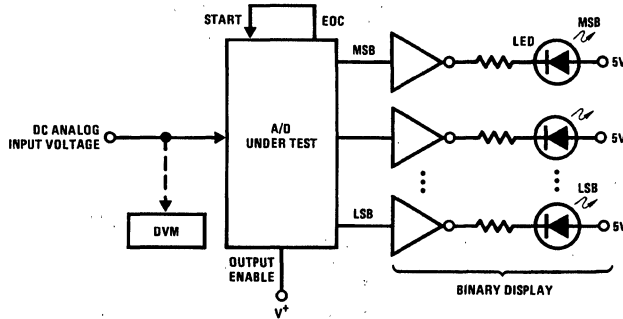 START
EOC
MSB
LED
MSB
5V
A/D
UNDER TEST
DC ANALOG
INPUT VOLTAGE
5V
LSB
LSB
5V
DVM
OUTPUT
ENABLE
V+
BINARY DISPLAY